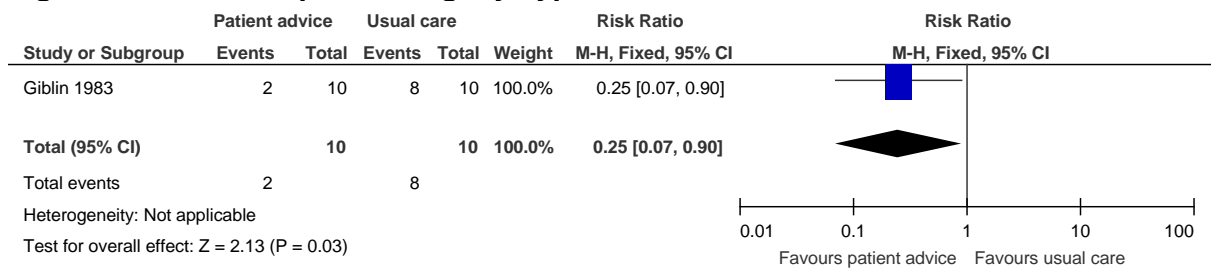 Patient advice Usual care Risk Ratio Risk Ratio
Study or Subgroup Events Total Events Total Weight M-H, Fixed, 95% CI M-H, Fixed, 95% CI
Giblin 1983 2 10 8 10 100.0% 0.25 [0.07, 0.90]
Total (95% CI) 10 10 100.0% 0.25 [0.07, 0.90]
Total events 2 8
Heterogeneity: Not applicable
Test for overall effect: Z = 2.13 (P = 0.03)
0.01 0.1 1 10 100
Favours patient advice Favours usual care